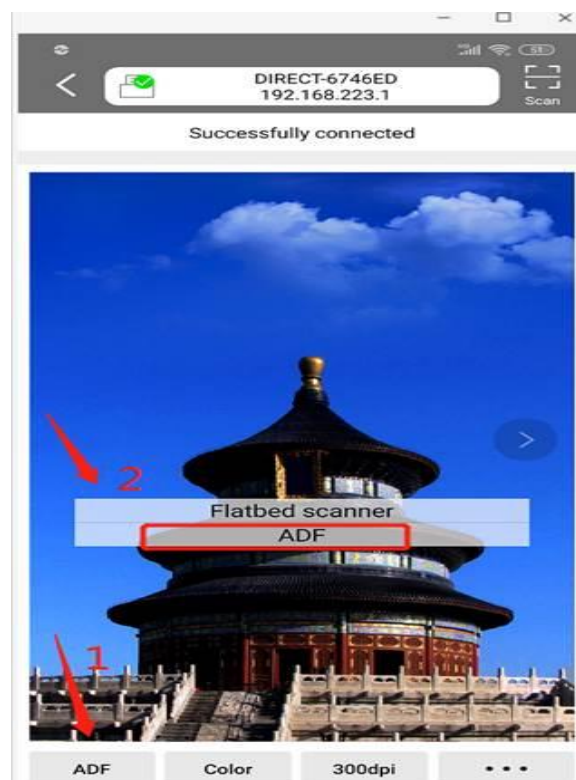 DIRECT-6746ED
192.168.223.1
Scan
Successfully connected
2
Flatbed scanner
ADF
1
ADF
Color
300dpi
•••